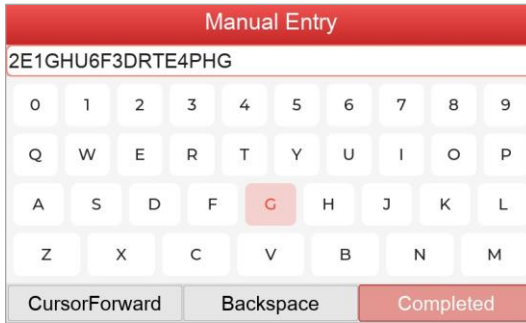 Manual Entry
2E1GHU6F3DRTE4PHG
0 1 2 3 4 5 6 7 8 9
Q W E R T Y U I O P
A S D F G H J K L
Z X C V B N M
CursorForward Backspace Completed